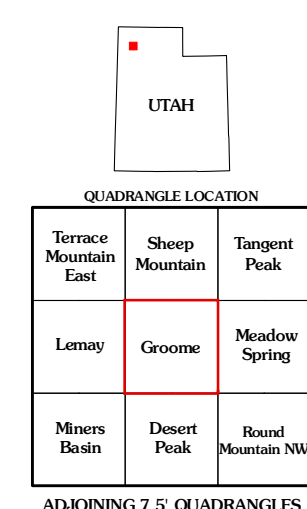 UTAH
QUADRANGLE LOCATION
Terrace
Mountain
East
Sheep
Mountain
Tangent
Peak
Lemay
Groome
Meadow
Spring
Miners
Basin
Desert
Peak
Round
Mountain NW
ADJOINING 7.5' QUADRANGLES